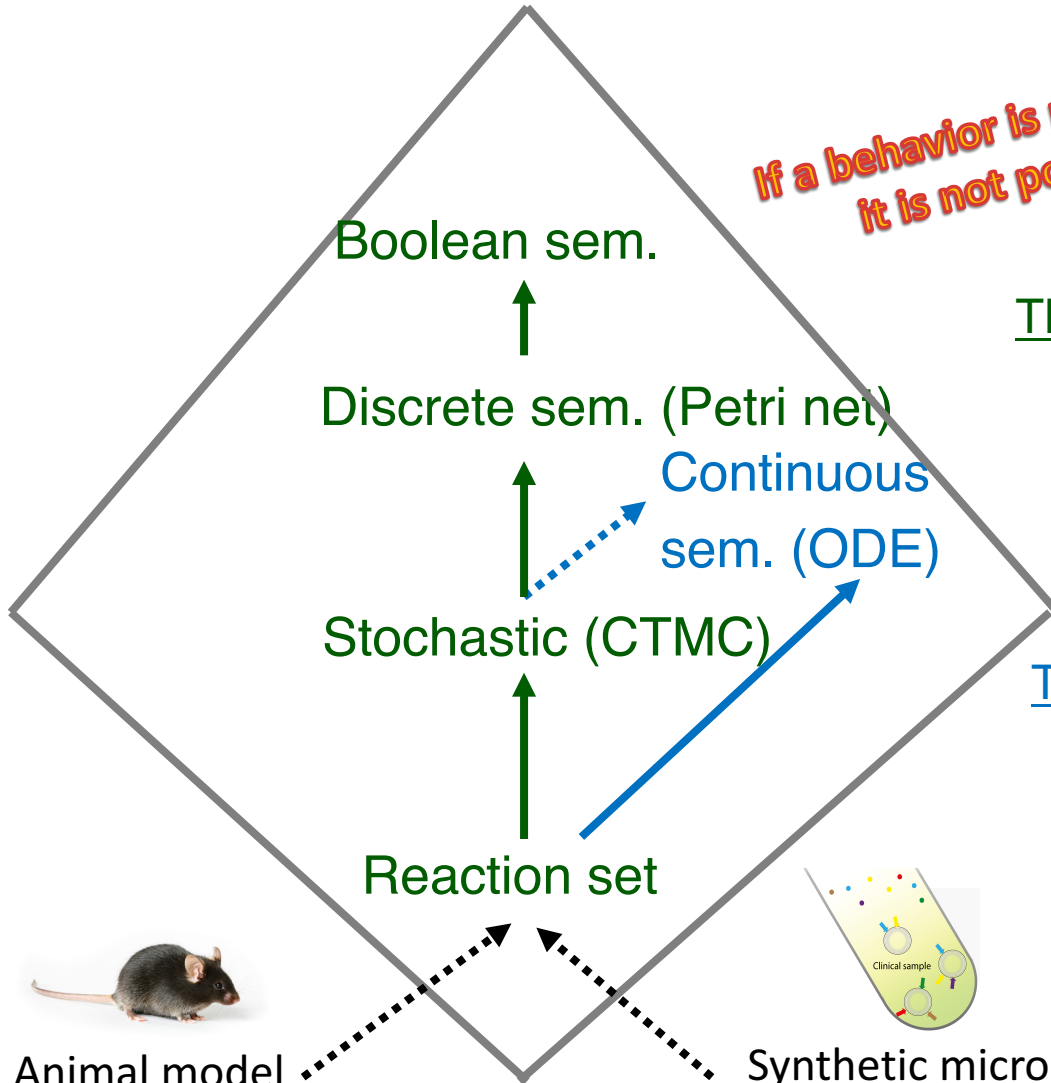 If a behavior is
it is not
Boolean sem.
Discrete sem. (Petri net)
Continuous
sem. (ODE)
Stochastic (CTMC)
Reaction set
Clinical sample
Animal model
Synthetic micro